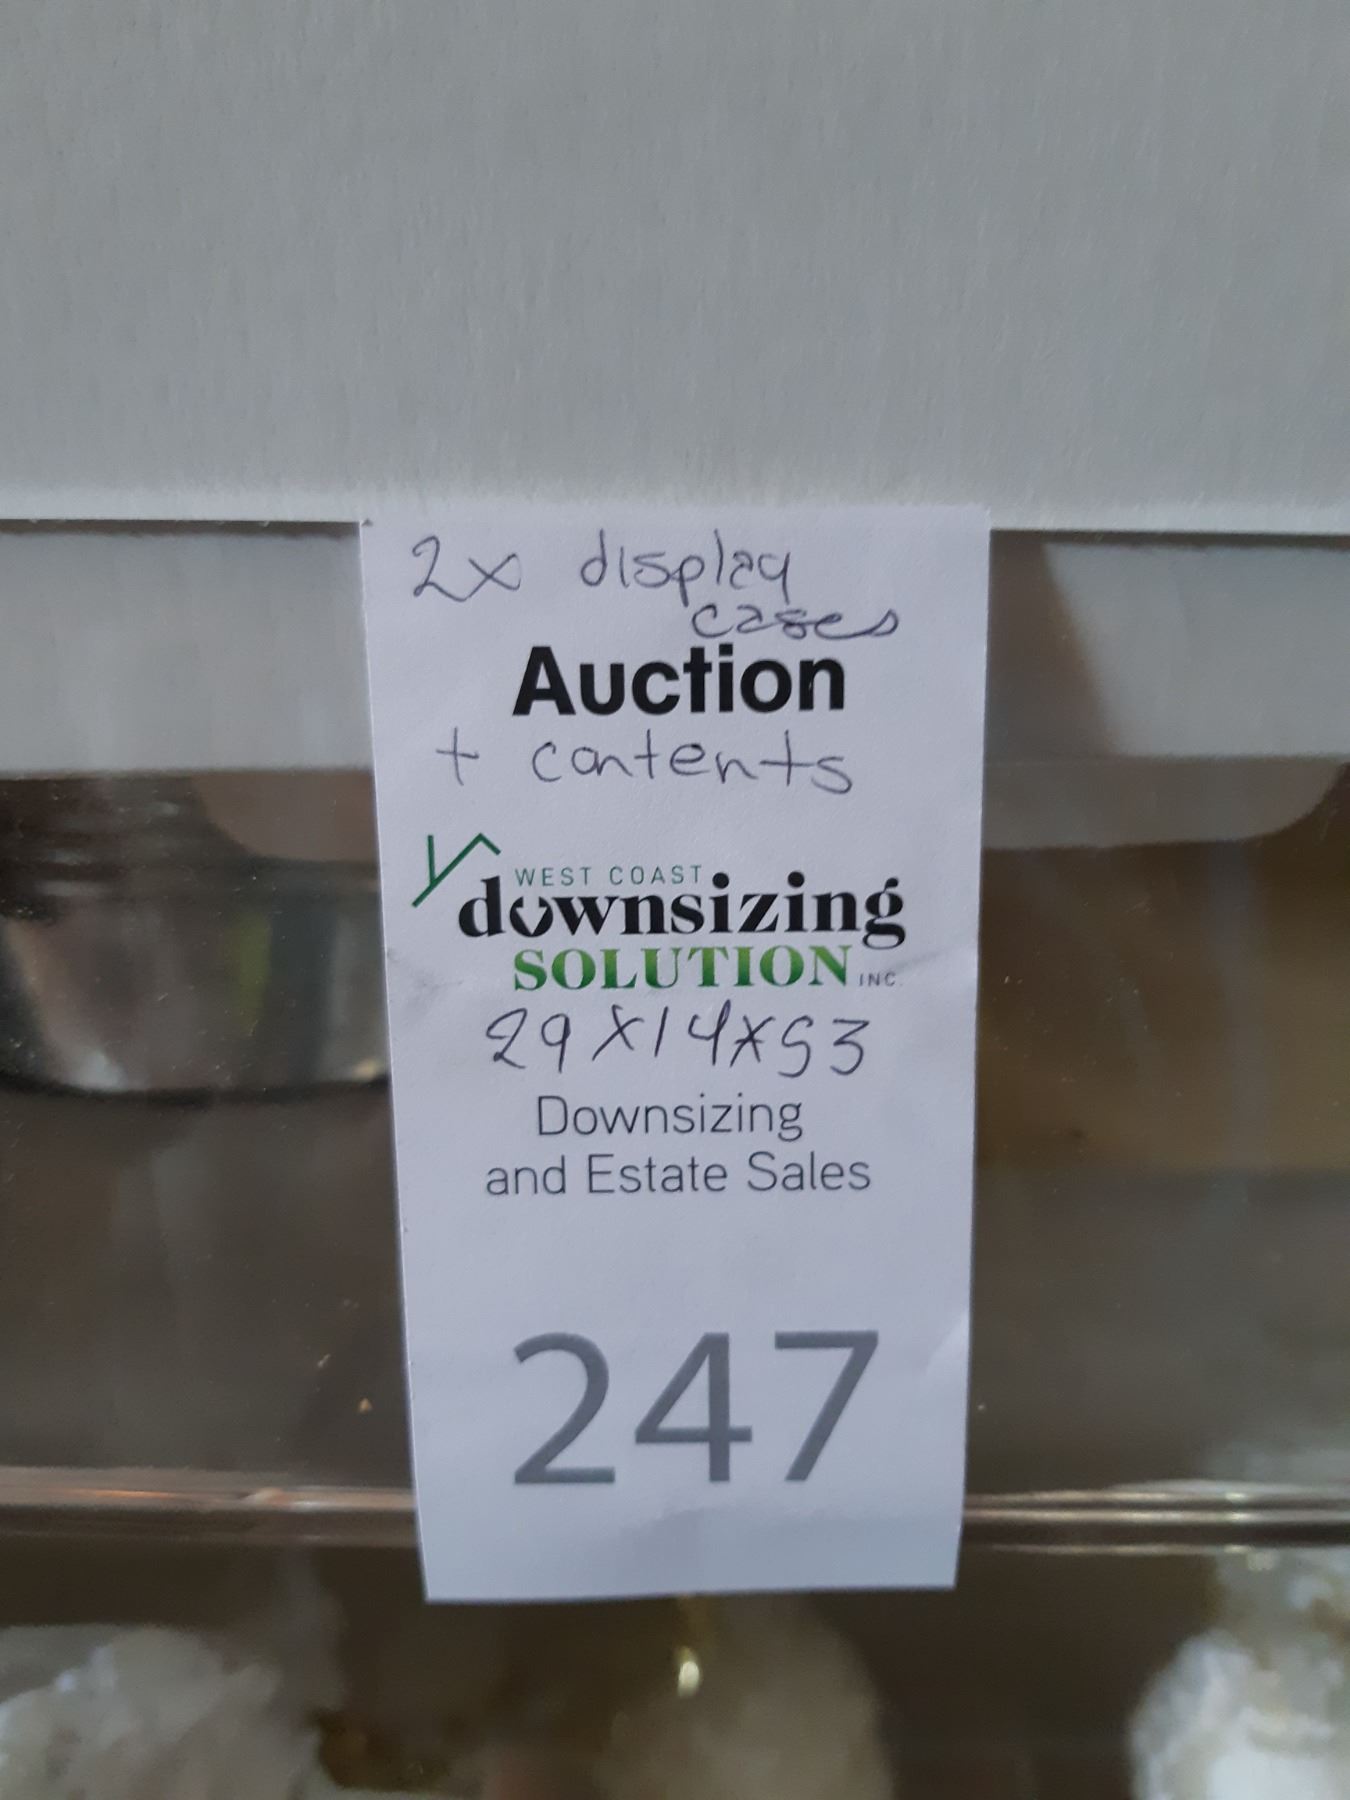 2x display
cases
Auction
+ contents
WEST COAST
downsizing
SOLUTION INC.
29x14x53
Downsizing
and Estate Sales
247